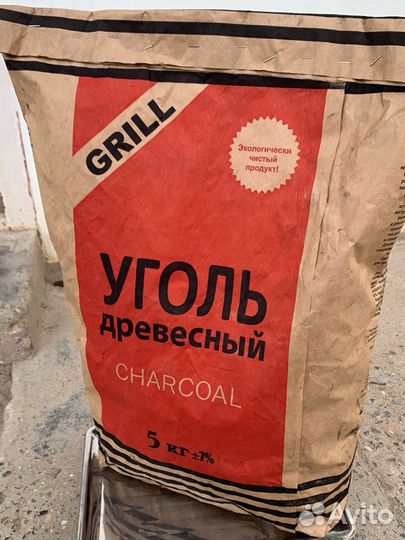 GRILL
Экологически
чистый
продукт!
УГОЛЬ
древесный
CHARCOAL
5 кг ±1%
Avito